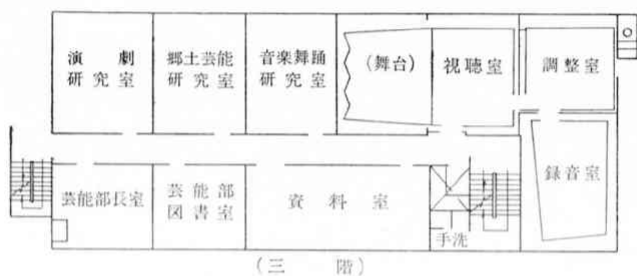 演劇
研究室
郷土芸能
研究室
音楽舞踊
研究室
(舞台)
視聴室
調整室
芸能部長室
芸能部
図書室
資料室
手洗
録音室
(三階)